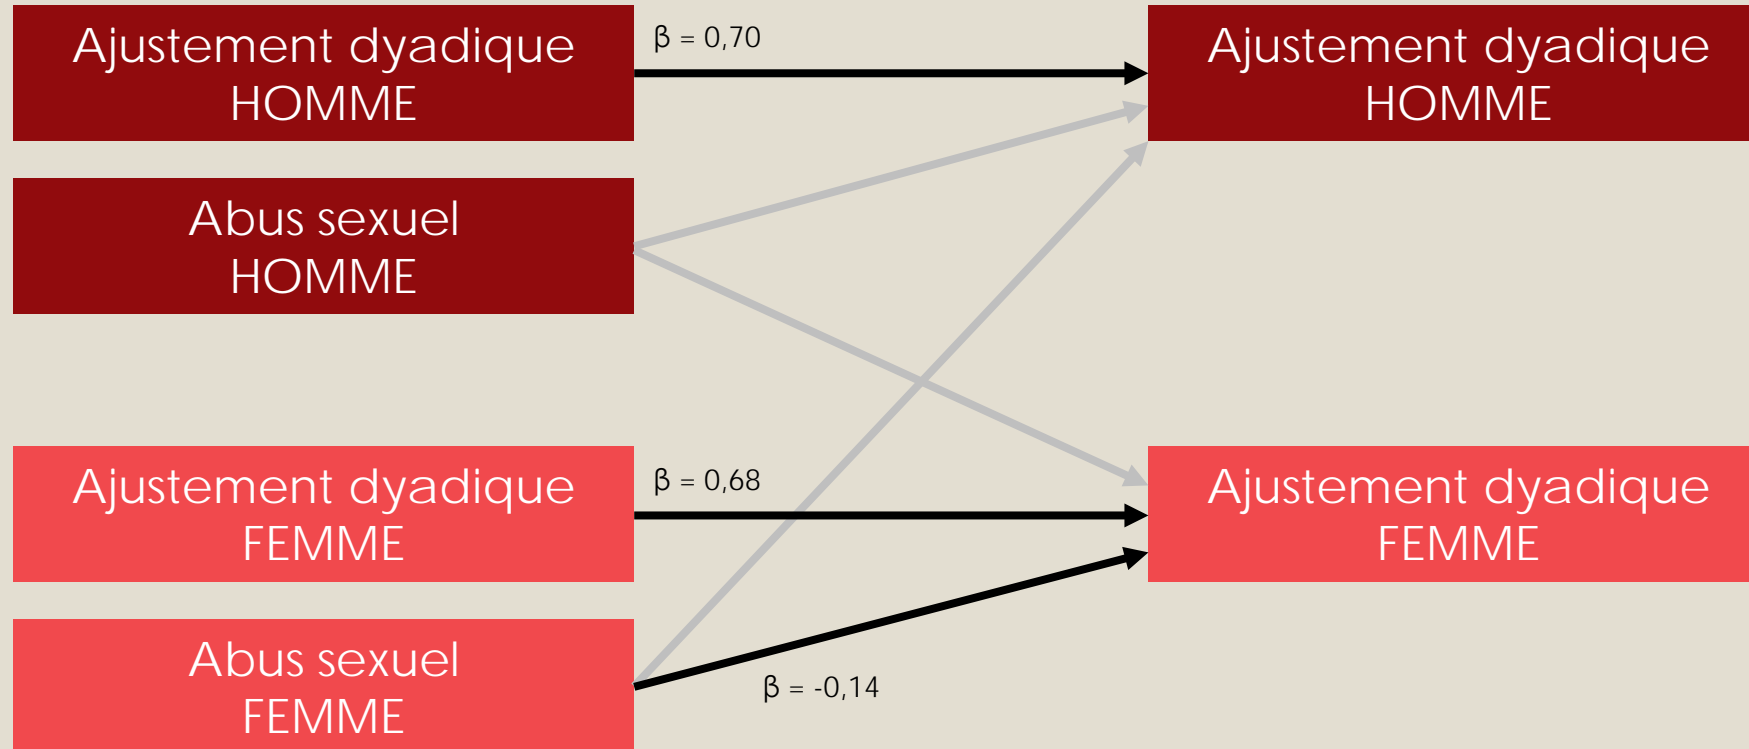 Ajustement dyadique
HOMME
β = 0,70
Ajustement dyadique
HOMME
Abus sexuel
HOMME
Ajustement dyadique
FEMME
β = 0,68
Ajustement dyadique
FEMME
Abus sexuel
FEMME
β = -0,14